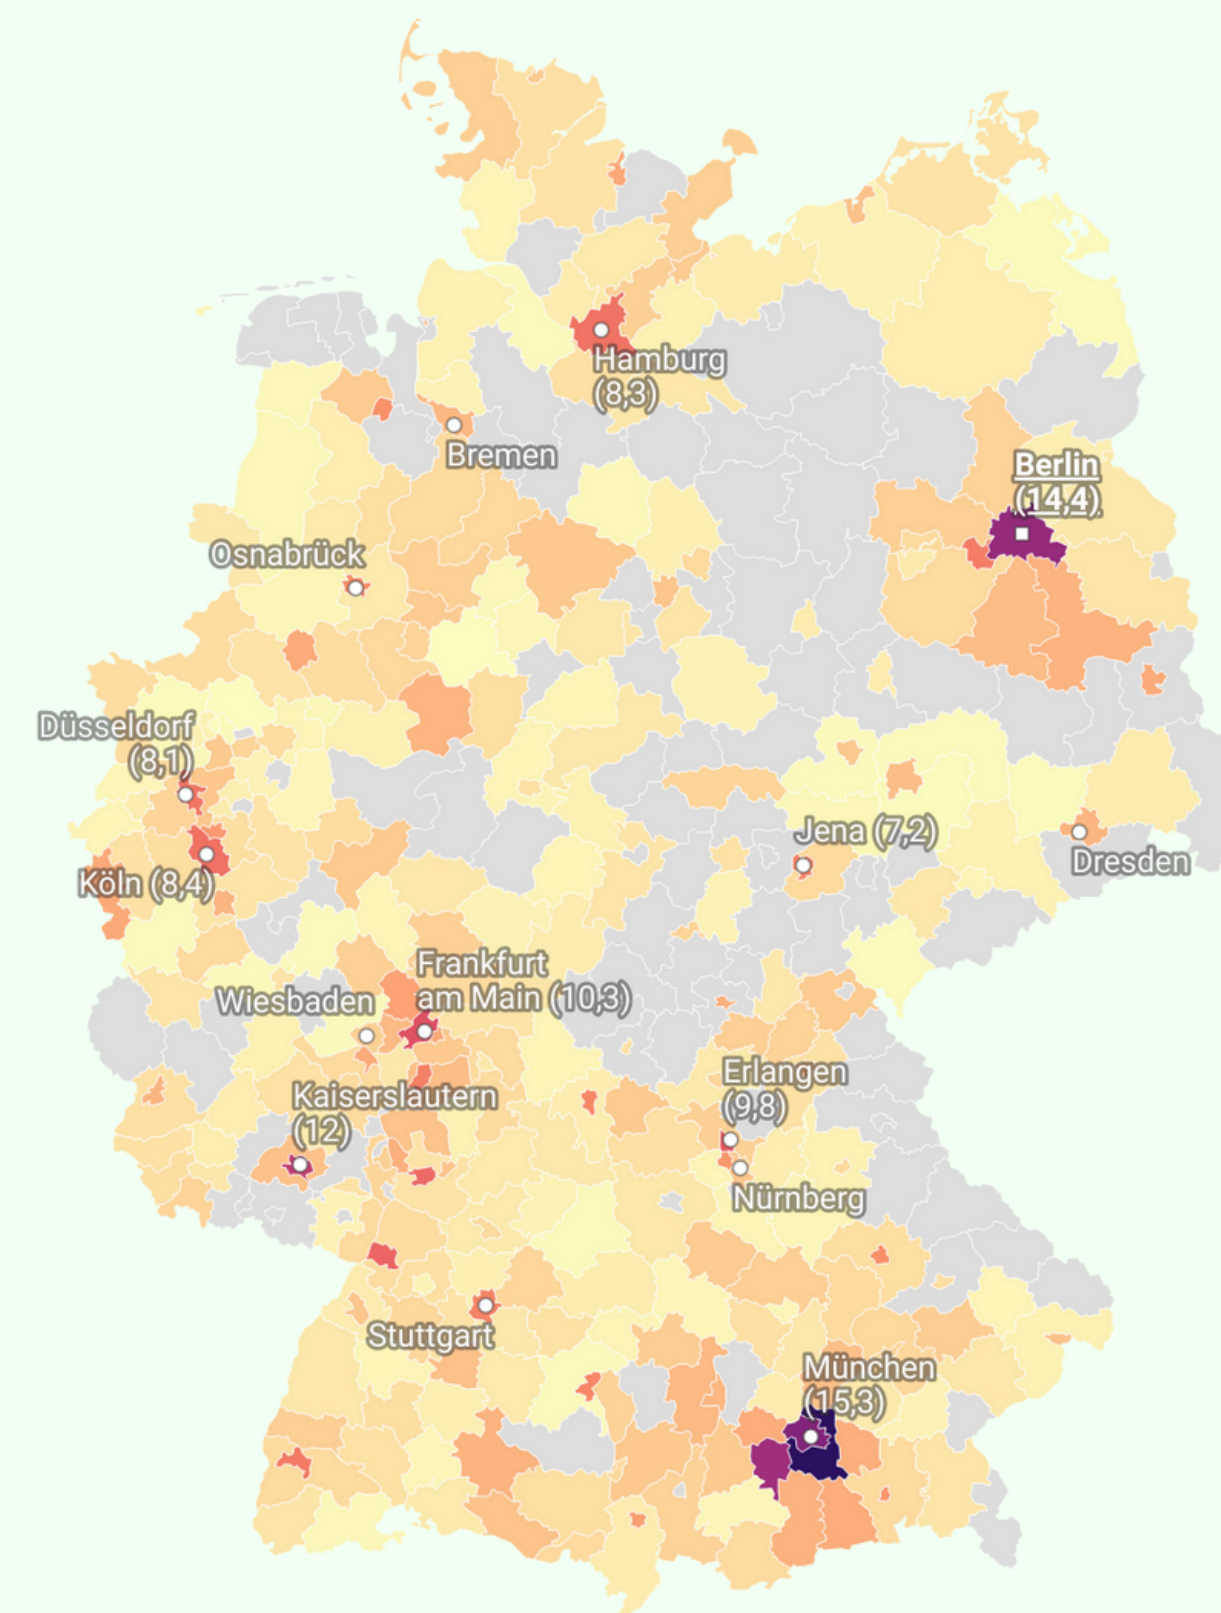 Hamburg
(8,3)
Bremen
Berlin
(14,4)
Osnabrück
Düsseldorf
(8,1)
Jena (7,2)
Dresden
Köln (8,4)
Frankfurt
am Main (10,3)
Wiesbaden
Erlangen
(9,8)
Kaiserslautern
(12)
Nürnberg
Stuttgart
München
(15,3)